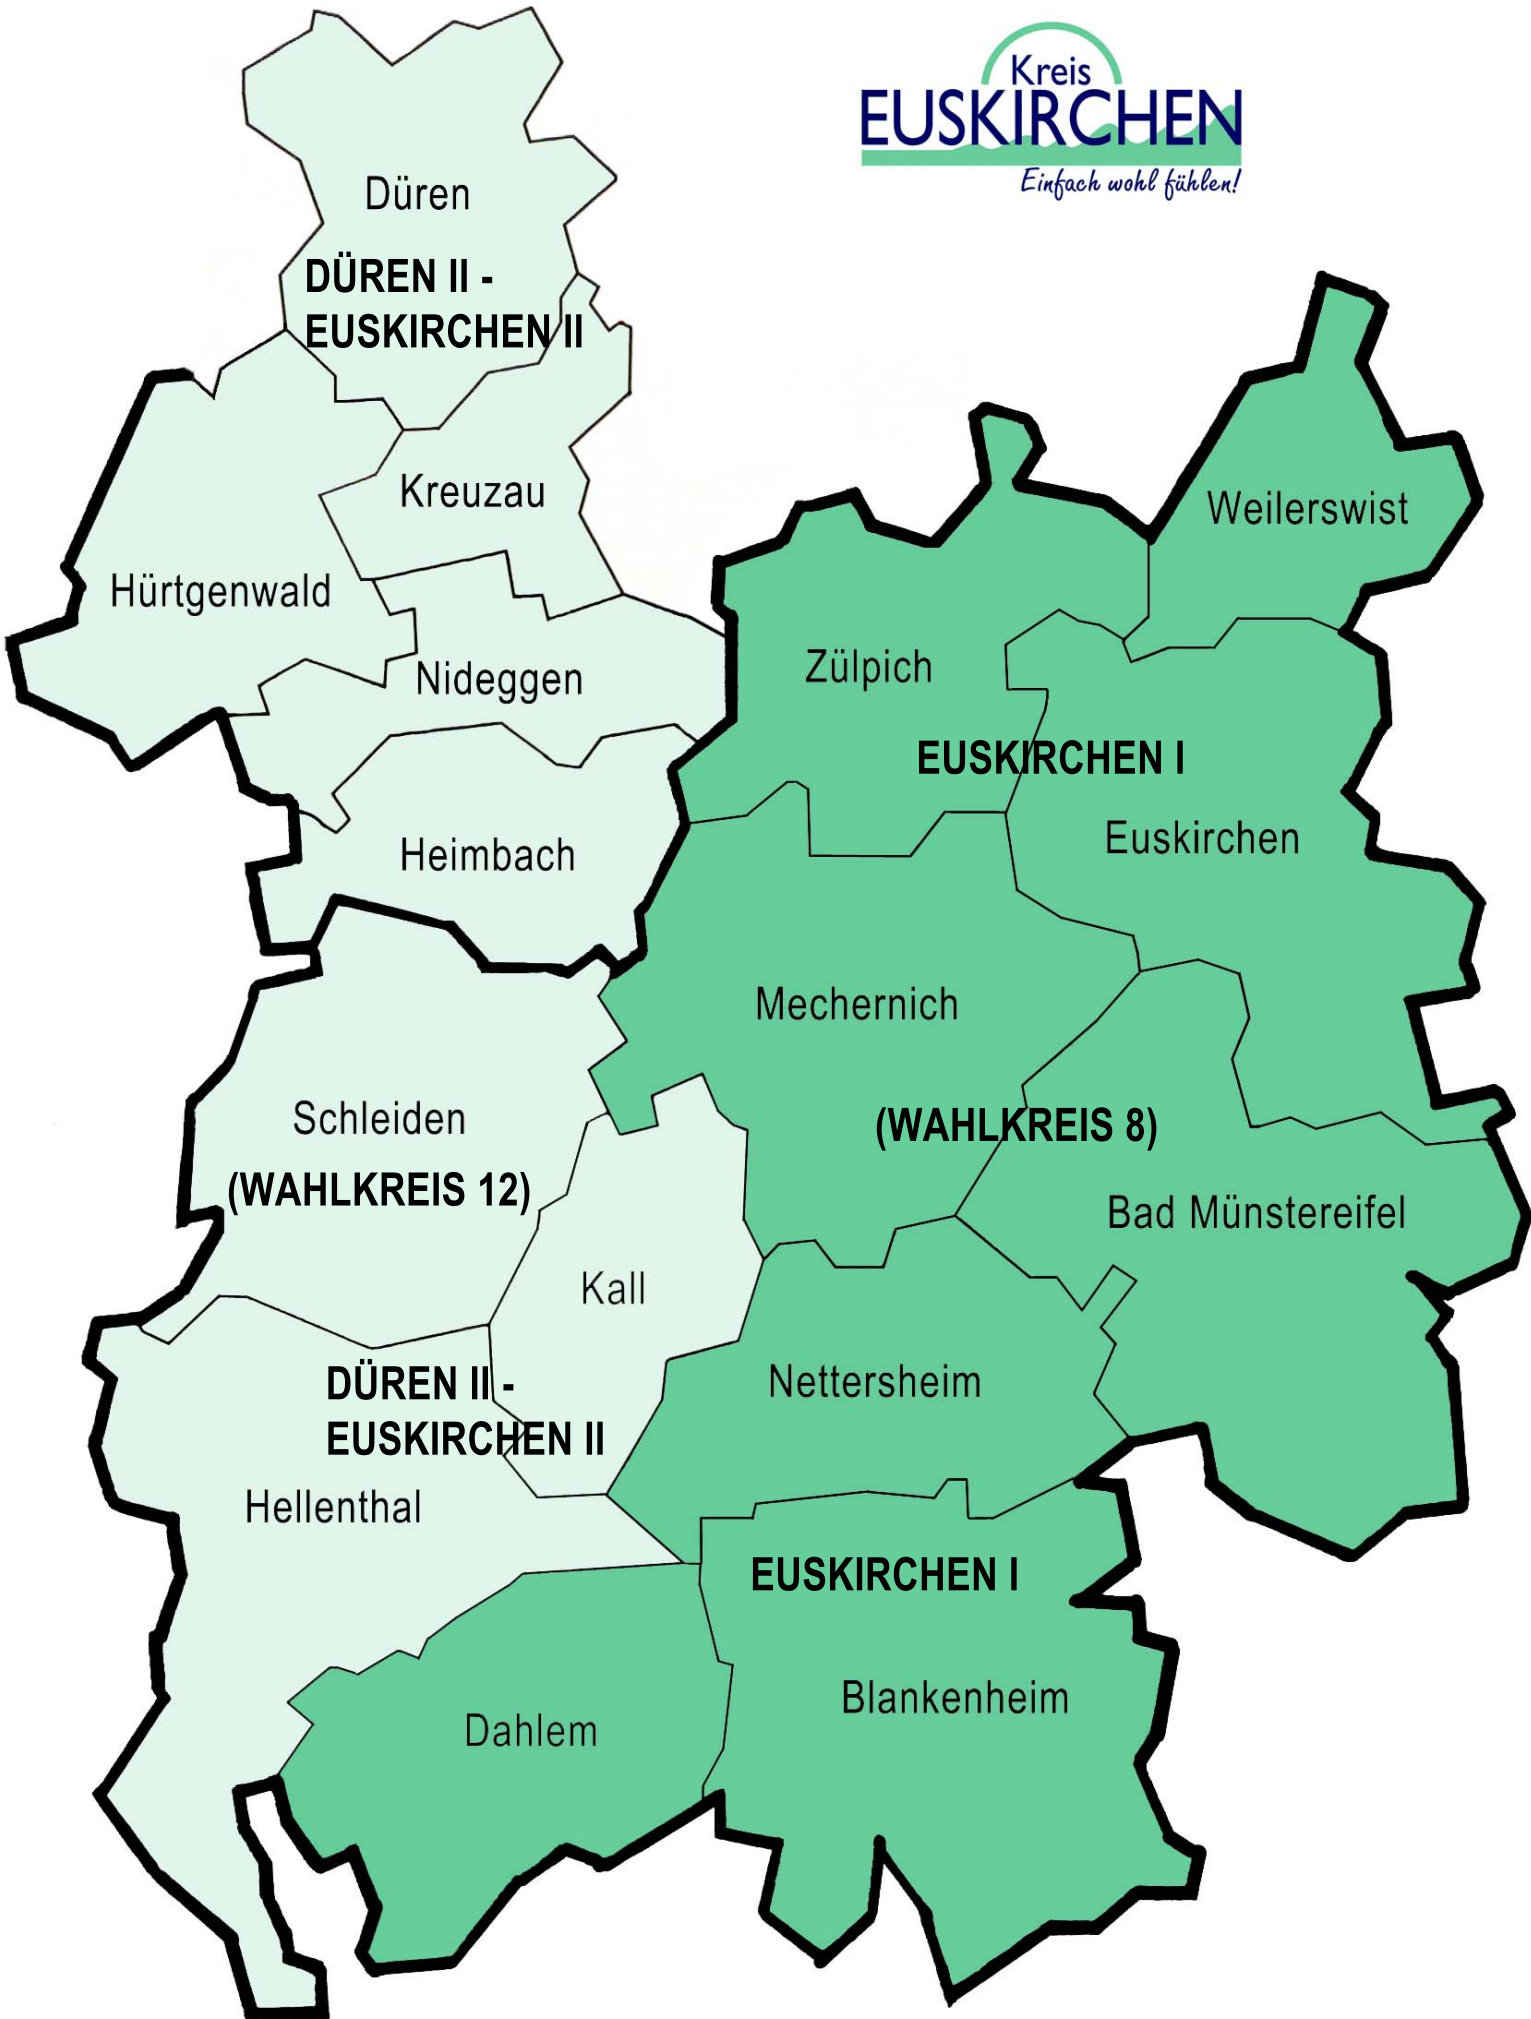 Kreis
EUSKIRCHEN
Einfach wohl fühlen!
Düren
DÜREN II -
EUSKIRCHEN II
Kreuzau
Weilerswist
Hürtgenwald
Zülpich
Nideggen
EUSKIRCHEN I
Euskirchen
Heimbach
Mechernich
Schleiden
(WAHLKREIS 8)
(WAHLKREIS 12)
Bad Münstereifel
Kall
Nettersheim
DÜREN II -
EUSKIRCHEN II
Hellenthal
EUSKIRCHEN I
Blankenheim
Dahlem